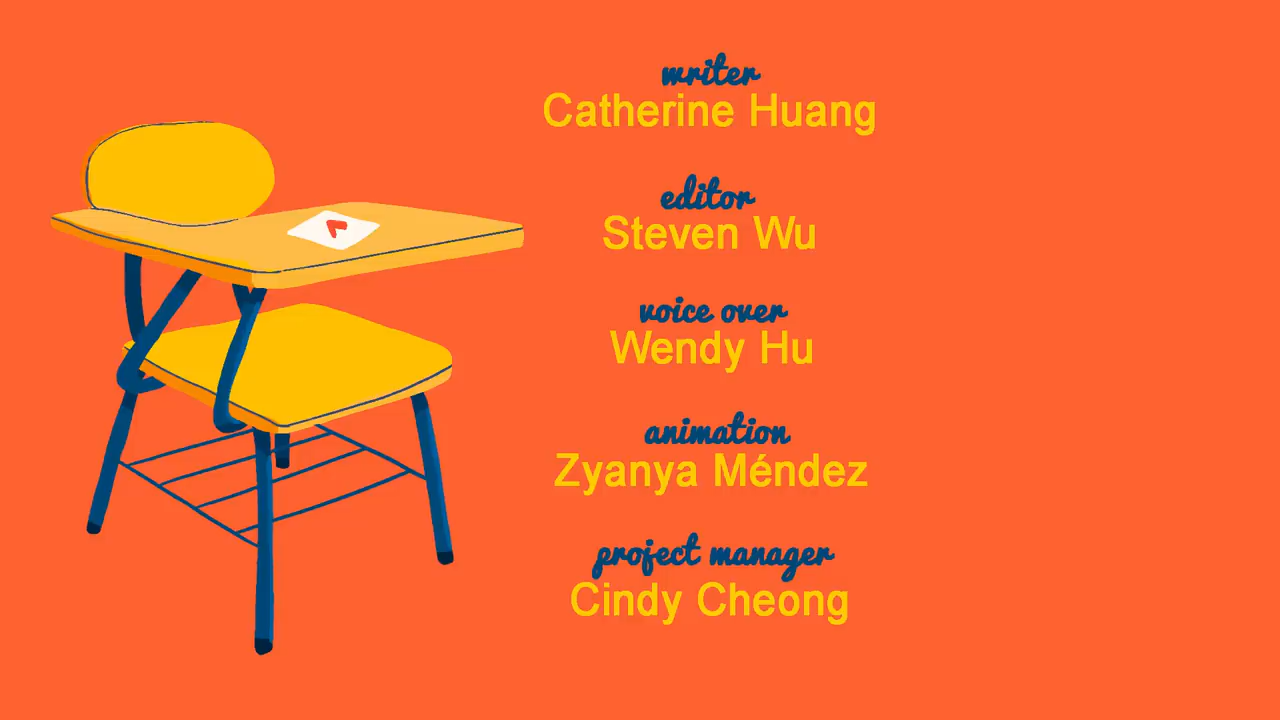 writer
Catherine Huang
editor
Steven Wu
voice over
Wendy Hu
animation
Zyanya Méndez
project manager
Cindy Cheong